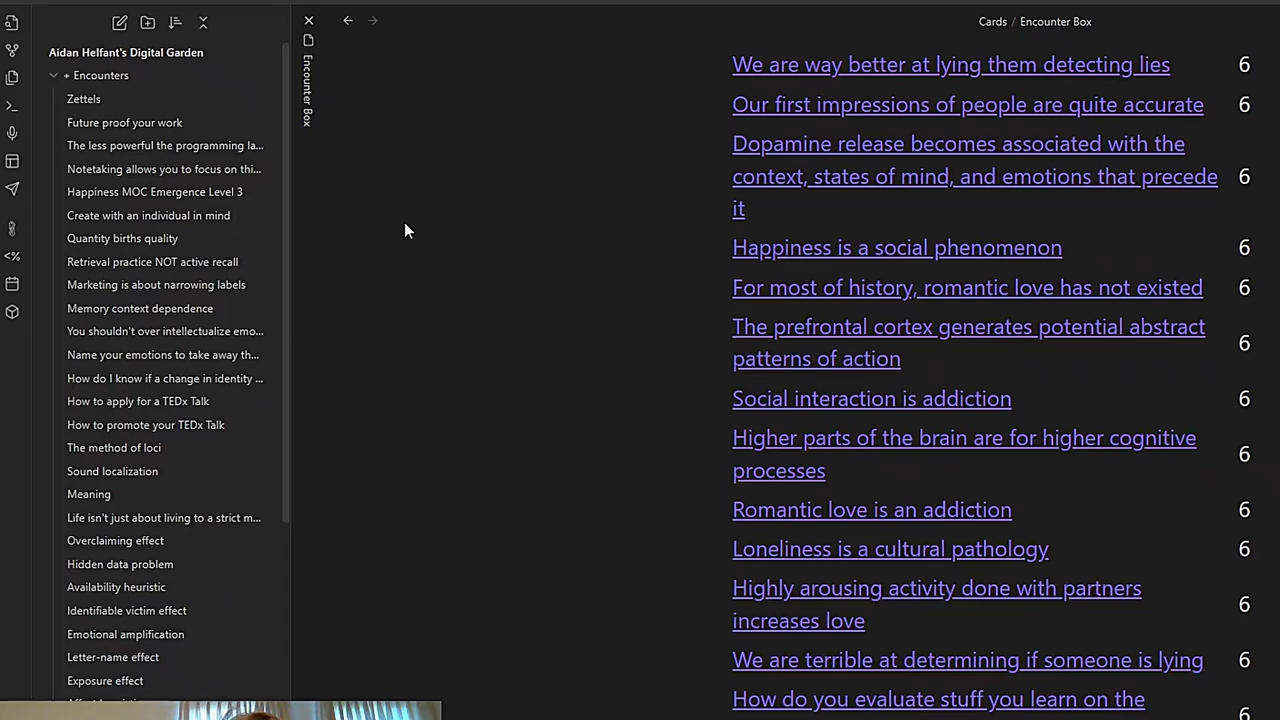 Aidan Helfant's Digital Garden
+ Encounters
Zettels
Future proof your work
The less powerful the programming la...
Notetaking allows you to focus on thi...
Happiness MOC Emergence Level 3
Create with an individual in mind
Quantity births quality
Retrieval practice NOT active recall
Marketing is about narrowing labels
Memory context dependence
You shouldn't over intellectualize emo...
Name your emotions to take away th...
How do I know if a change in identity ...
How to apply for a TEDx Talk
How to promote your TEDx Talk
The method of loci
Sound localization
Meaning
Life isn't just about living to a strict m...
Overclaiming effect
Hidden data problem
Availability heuristic
Identifiable victim effect
Emotional amplification
Letter-name effect
Exposure effect
Encounter Box
Cards / Encounter Box
We are way better at lying them detecting lies 6
Our first impressions of people are quite accurate 6
Dopamine release becomes associated with the
context, states of mind, and emotions that precede 6
it
Happiness is a social phenomenon 6
For most of history, romantic love has not existed 6
The prefrontal cortex generates potential abstract
patterns of action 6
Social interaction is addiction 6
Higher parts of the brain are for higher cognitive
processes 6
Romantic love is an addiction 6
Loneliness is a cultural pathology 6
Highly arousing activity done with partners
increases love 6
We are terrible at determining if someone is lying 6
How do you evaluate stuff you learn on the
6